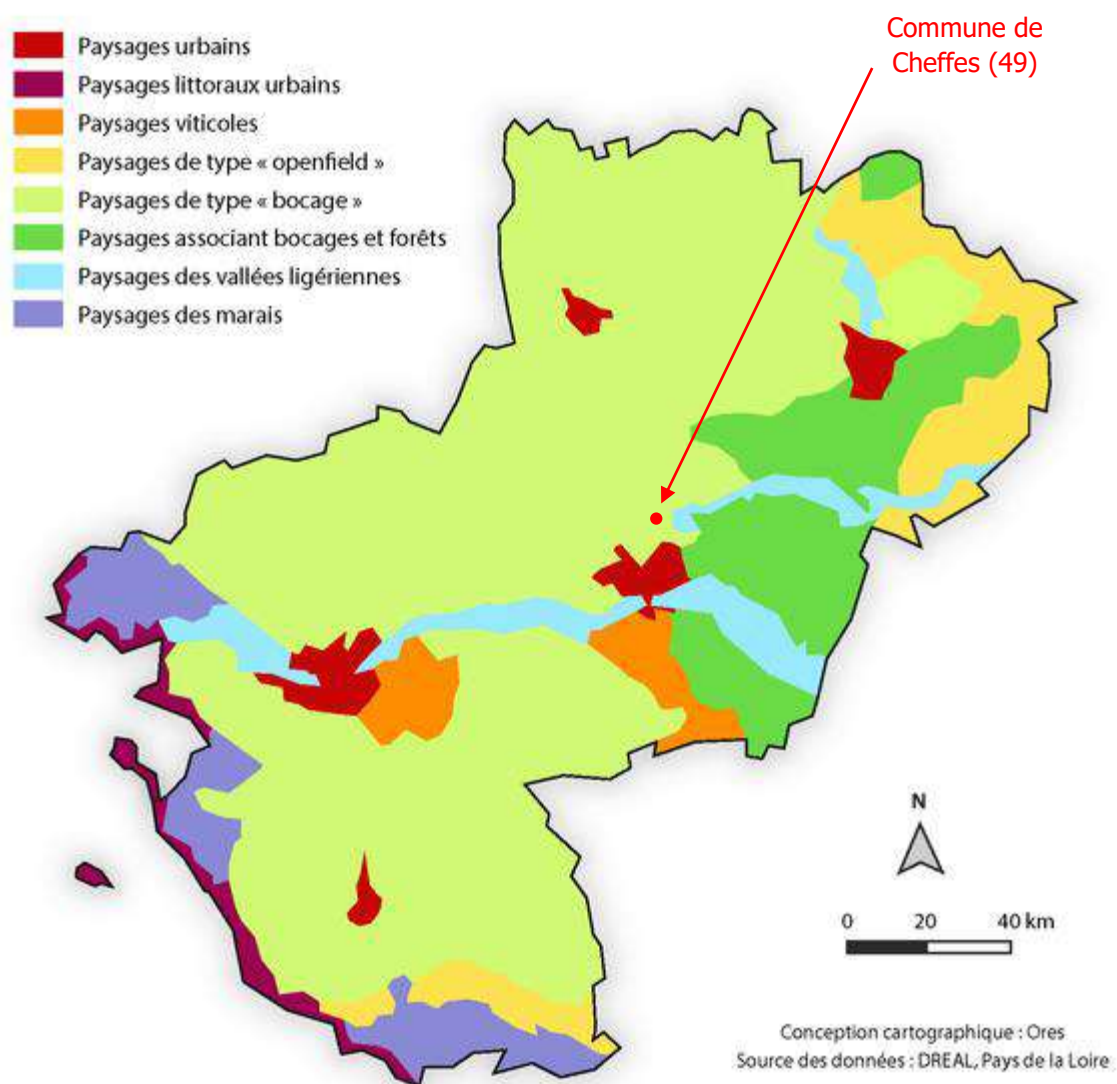 Commune de
Cheffes (49)
Paysages urbains
Paysages littoraux urbains
Paysages viticoles
Paysages de type « openfield »
Paysages de type « bocage »
Paysages associant bocages et forêts
Paysages des vallées ligériennes
Paysages des marais
N
0 20 40 km
Conception cartographique : Ores
Source des données : DREAL, Pays de la Loire